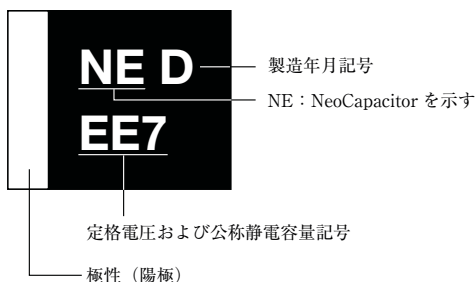 NE D
製造年月記号
NE：NeoCapacitor を示す
EE7
定格電圧および公称静電容量記号
極性（陽極）